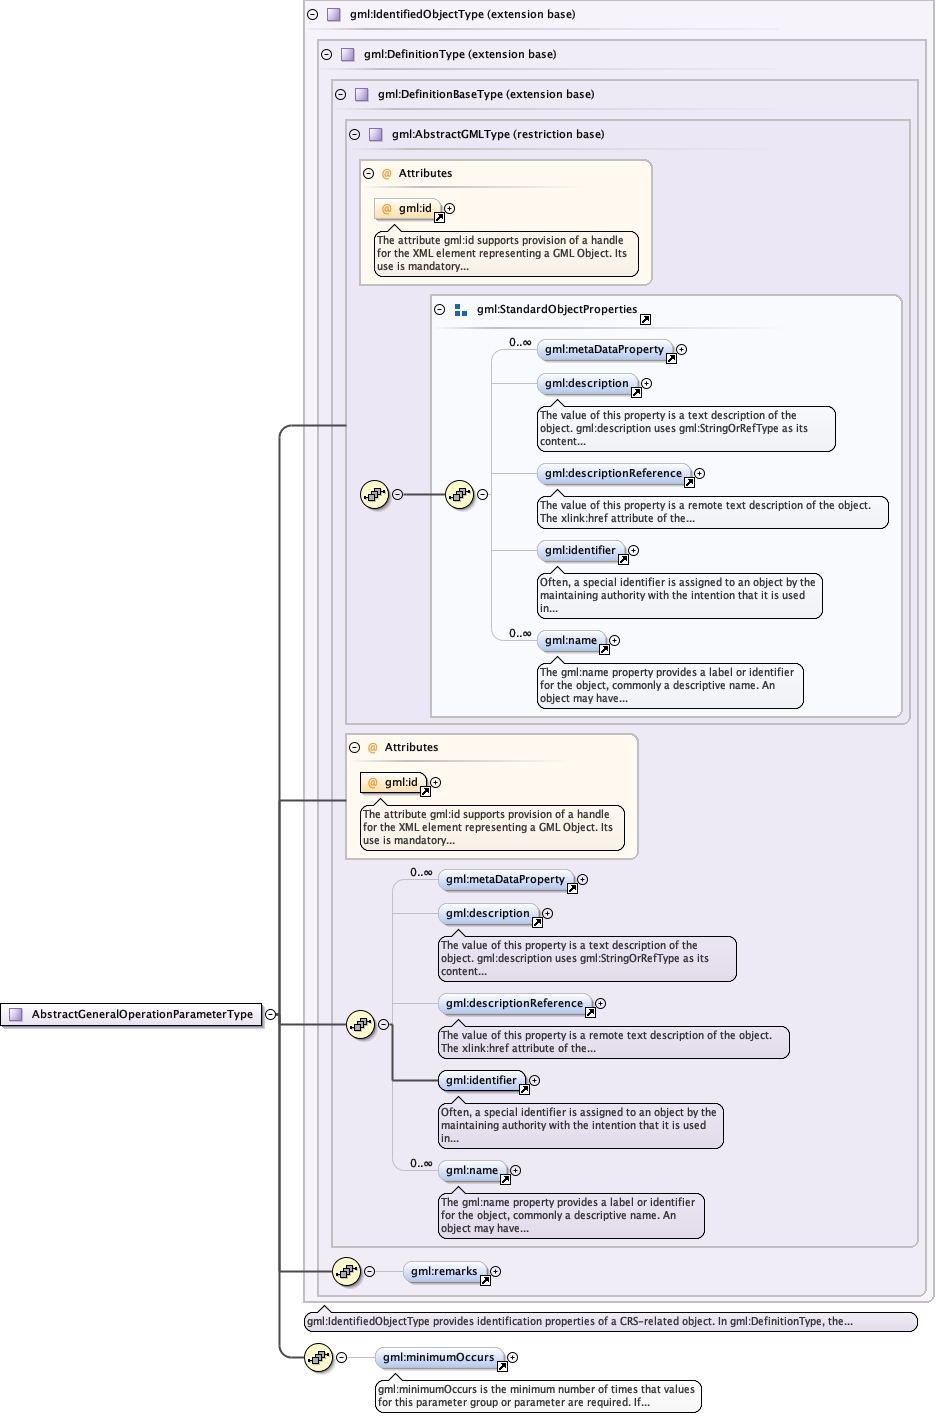 gml:IdentifiedObjectType (extension base)
gml:DefinitionType (extension base)
gml:DefinitionBaseType (extension base)
gml:AbstractGMLType (restriction base)
@ Attributes
@ gml:id
The attribute gml:id supports provision of a handle
for the XML element representing a GML Object. Its
use is mandatory...
gml:StandardObjectProperties
0..∞
gml:metaDataProperty
gml:description
The value of this property is a text description of the
object. gml:description uses gml:StringOrRefType as its
content...
gml:descriptionReference
The value of this property is a remote text description of the object.
The xlink:href attribute of the...
gml:identifier
Often, a special identifier is assigned to an object by the
maintaining authority with the intention that it is used
in...
0..∞
gml:name
The gml:name property provides a label or identifier
for the object, commonly a descriptive name. An
object may have...
@ Attributes
@ gml:id
The attribute gml:id supports provision of a handle
for the XML element representing a GML Object. Its
use is mandatory...
0..∞
gml:metaDataProperty
gml:description
The value of this property is a text description of the
object. gml:description uses gml:StringOrRefType as its
content...
gml:descriptionReference
The value of this property is a remote text description of the object.
The xlink:href attribute of the...
AbstractGeneralOperationParameterType
gml:identifier
Often, a special identifier is assigned to an object by the
maintaining authority with the intention that it is used
in...
0..∞
gml:name
The gml:name property provides a label or identifier
for the object, commonly a descriptive name. An
object may have...
gml:remarks
gml:IdentifiedObjectType provides identification properties of a CRS-related object. In gml:DefinitionType, the...
gml:minimumOccurs
gml:minimumOccurs is the minimum number of times that values
for this parameter group or parameter are required. If...